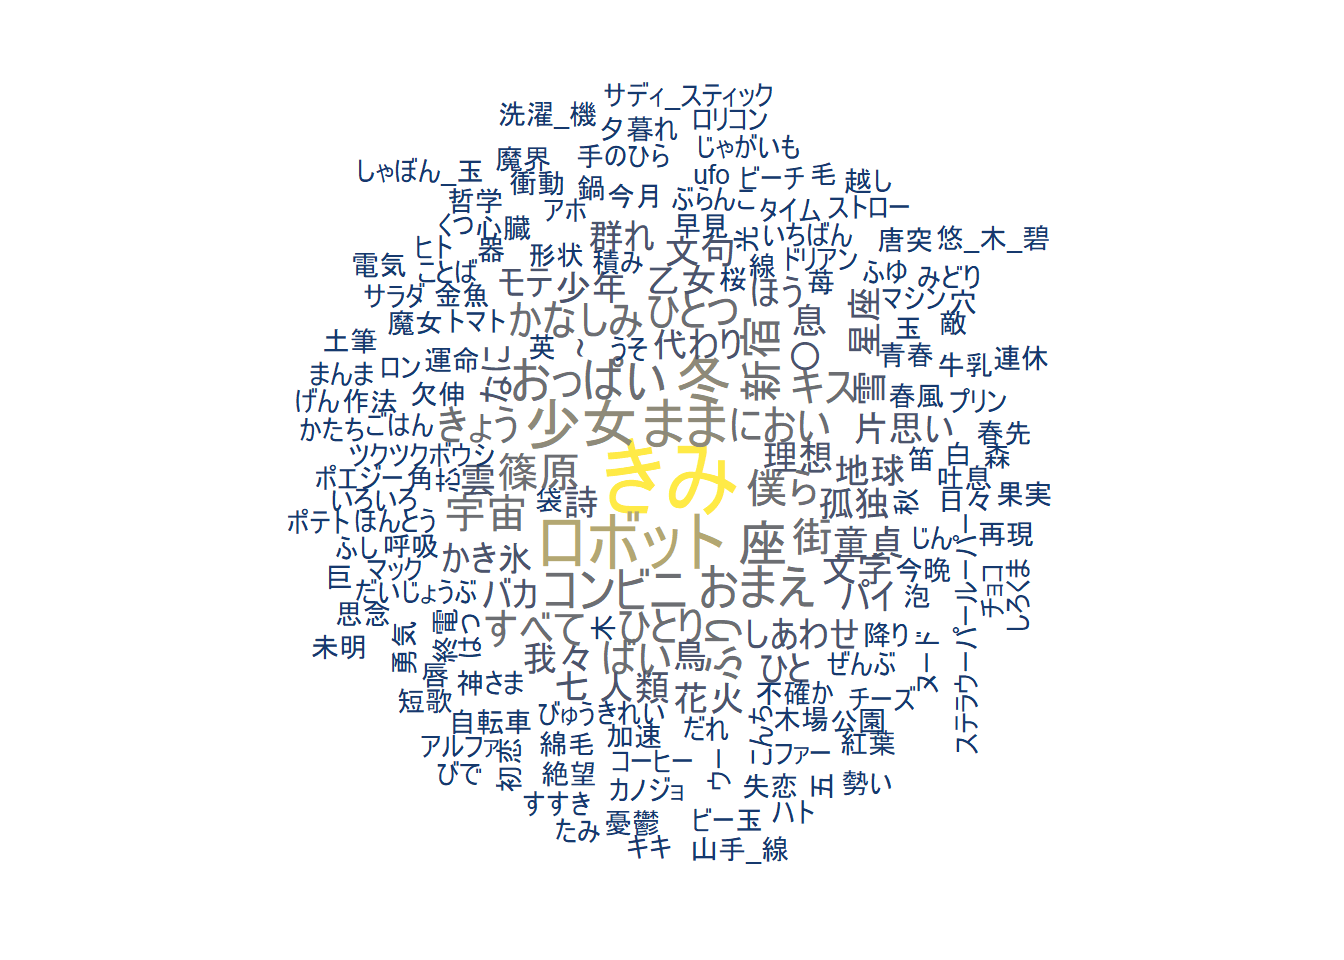 サディ_スティック
洗濯_機
夕暮れ
ロリコン
じゃがいも
しゃぼん_玉
魔界
手のひら
ufo
ビーチ
毛
越し
衝動
鍋
今月
ぶらんこ
哲学
アボ
タイム
ストロー
くつ
心臓
群れ
早見
文句
光
いちばん
唐突
悠_木_碧
ヒト
器
形状
積み
線
ドリアン
電気
ことば
モテ
少年
乙女
桜
ほう
苺
ふゆ
みどり
サラダ
金魚
かなしみ
ひとつ
新宿
息
星座
マシン
穴
魔女
トマト
玉
敵
土筆
英
~
うそ
代わり
〇
青春
牛乳
連休
まんま
ロン
運命
なに
おっぱい
冬
キス
雪
春風
プリン
げん
作法
欠伸
かたち
ごはん
きょう
少女
まま
におい
片思い
春先
ツクツクボウシ
理想
地球
笛
白
森
ポエジー
角
雲
篠原
きみ
僕ら
吐息
いろいろ
袋
詩
孤独
秋
日々
果実
ポテト
ほんとう
宇宙
ロボット
座
街
童貞
じん
再現
ふし
呼吸
かき氷
文字
今晩
ステラウーパールーパー
巨
マック
だいじょうぶ
バカ
コンビニ
おまえ
パイ
泡
チョコ
しろくま
思念
終電
はつ
すべて
木
ひとり
ふり
しあわせ
降り
ヌード
未明
勇気
我々
ばい
鳥
ひと
ぜんぶ
唇
神さま
七
人類
花火
不確か
チーズ
短歌
自転車
びゅう
きれい
だれ
こんち
木場
公園
アルファ
初恋
綿毛
加速
ファー
紅葉
びで
絶望
コーヒー
ウー
カノジョ
失恋
五
勢い
すすき
たみ
憂鬱
ビー玉
ハト
キキ
山手_線